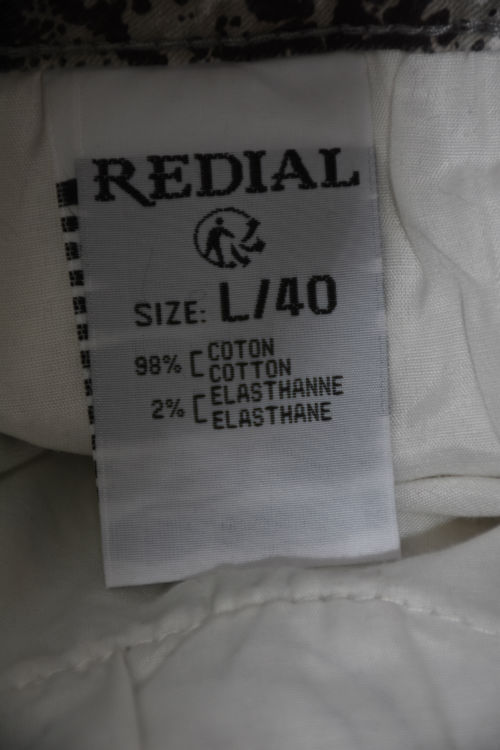 REDIAL
SIZE: L/40
98% [ COTON
COTTON
2% [ ELASTHANNE
ELASTHANE